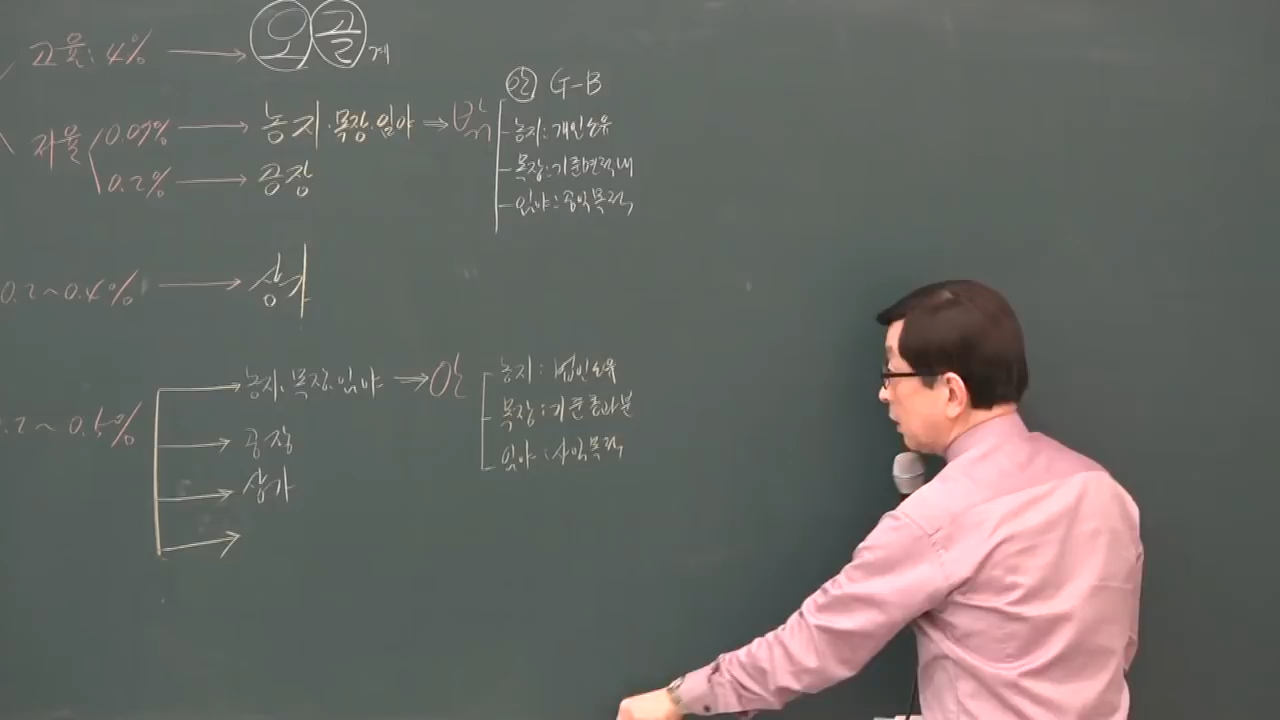 고율: 4% → 오골계
저율 0.07% → 농지·목장·임야 ⇒ 밖
0.2% → 공장
안 G-B
농지: 개인소유
목장: 기준면적내
임야: 공익목적
0.2~0.4% → 상가
0.2~0.5%
→ 농지·목장·임야 ⇒ 안
농지: 법인소유
목장: 기준초과분
임야: 사익목적
→ 공장
→ 상가
→